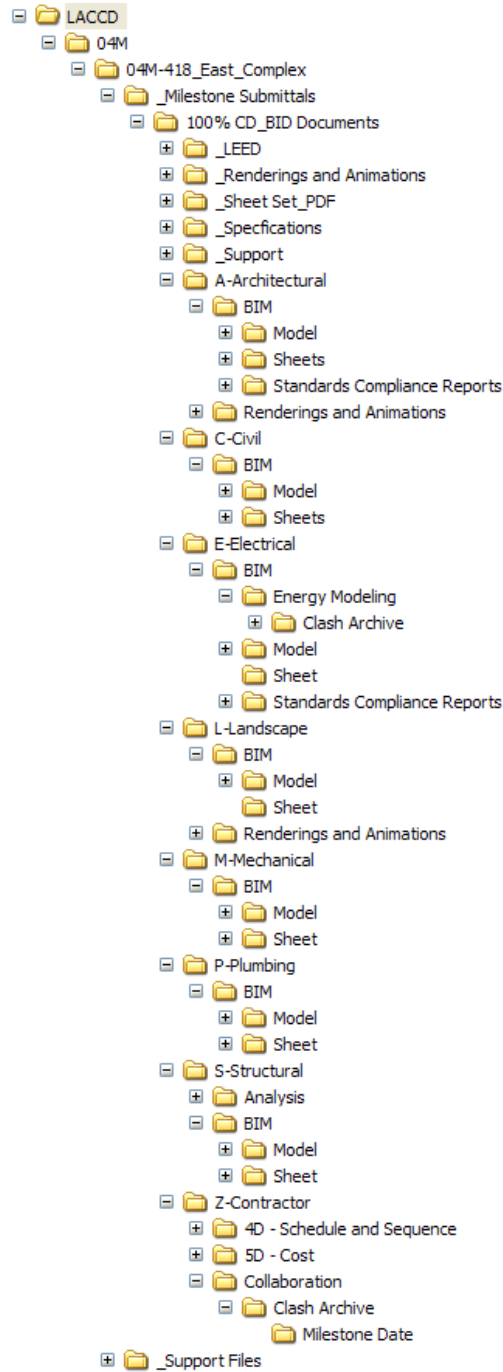 LACCD
04M
04M-418_East_Complex
_Milestone Submittals
100% CD_BID Documents
_LEED
_Renderings and Animations
_Sheet Set_PDF
_Specfications
_Support
A-Architectural
BIM
Model
Sheets
Standards Compliance Reports
Renderings and Animations
C-Civil
BIM
Model
Sheets
E-Electrical
BIM
Energy Modeling
Clash Archive
Model
Sheet
Standards Compliance Reports
L-Landscape
BIM
Model
Sheet
Renderings and Animations
M-Mechanical
BIM
Model
Sheet
P-Plumbing
BIM
Model
Sheet
S-Structural
Analysis
BIM
Model
Sheet
Z-Contractor
4D - Schedule and Sequence
5D - Cost
Collaboration
Clash Archive
Milestone Date
_Support Files